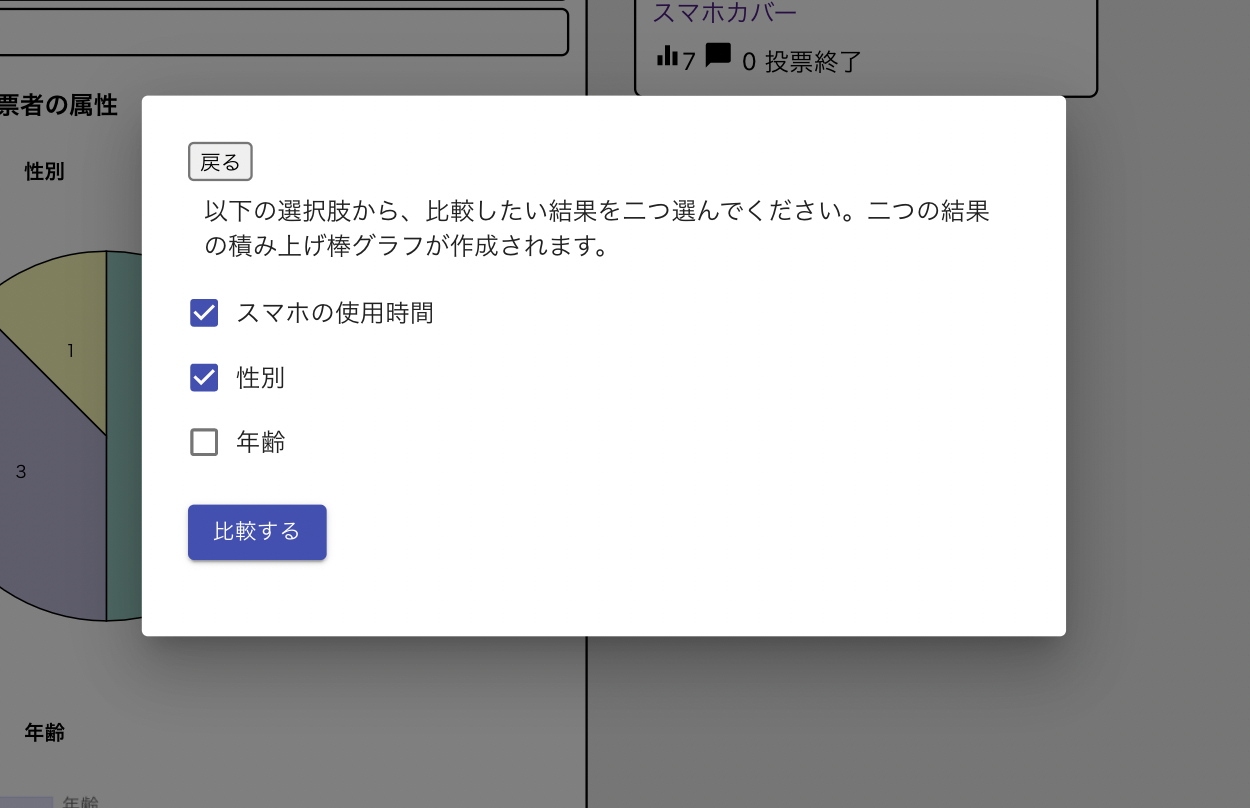 スマホカバー
7 0 投票終了
票者の属性
性別
1
3
戻る
以下の選択肢から、比較したい結果を二つ選んでください。二つの結果
の積み上げ棒グラフが作成されます。
スマホの使用時間
性別
年齢
比較する
年齢
年齢